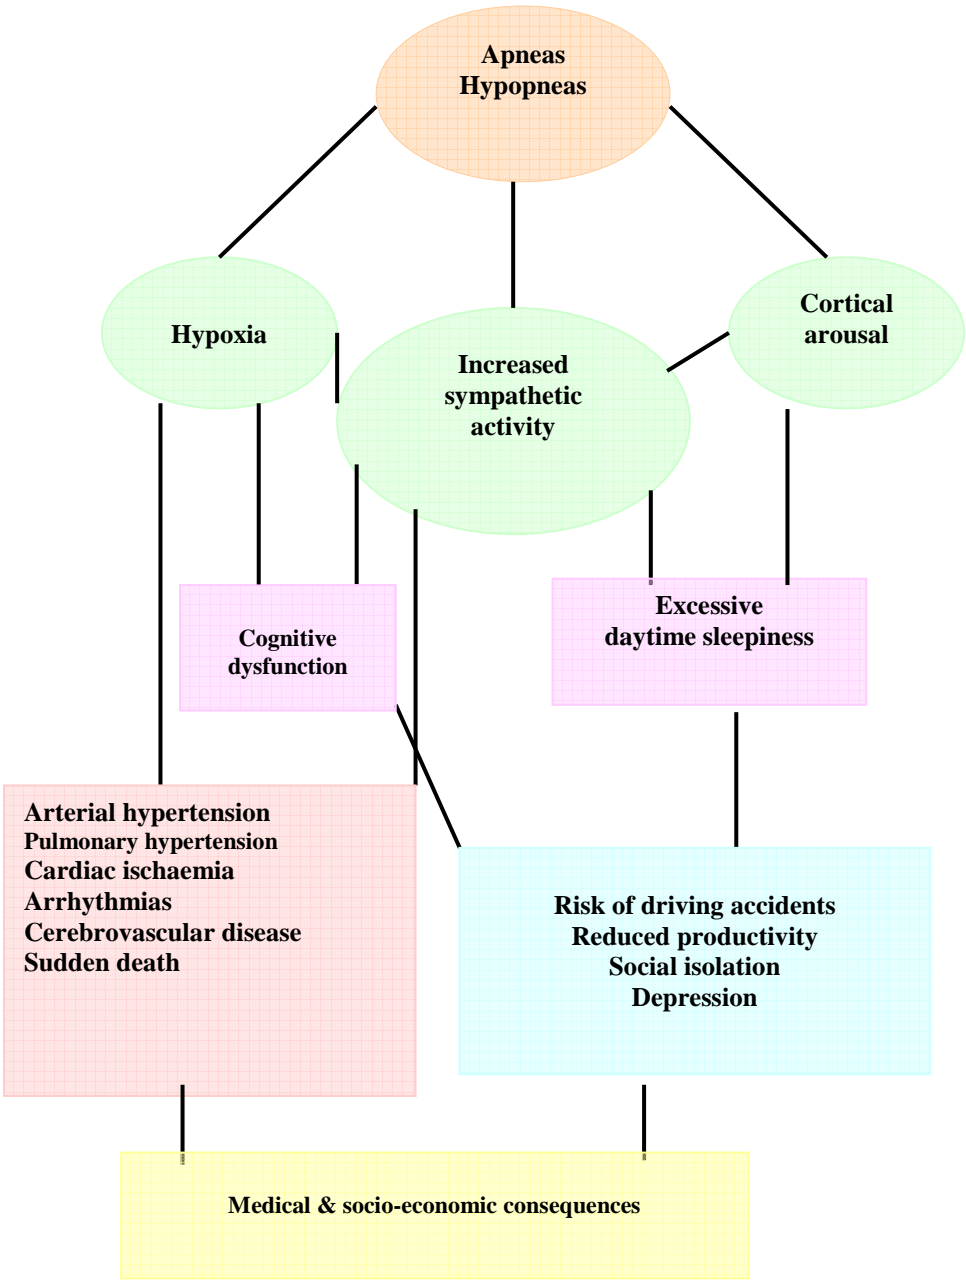 Apneas
Hypopneas
Hypoxia
Increased
sympathetic
activity
Cortical
arousal
Cognitive
dysfunction
Excessive
daytime sleepiness
Arterial hypertension
Pulmonary hypertension
Cardiac ischaemia
Arrhythmias
Cerebrovascular disease
Sudden death
Risk of driving accidents
Reduced productivity
Social isolation
Depression
Medical & socio-economic consequences